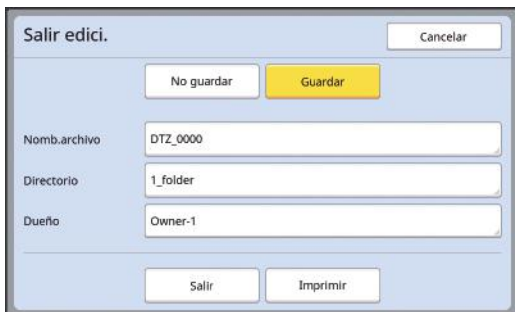 Salir edici. Cancelar
No guardar Guardar
Nomb.archivo DTZ_0000
Directorio 1_folder
Dueño Owner-1
Salir Imprimir